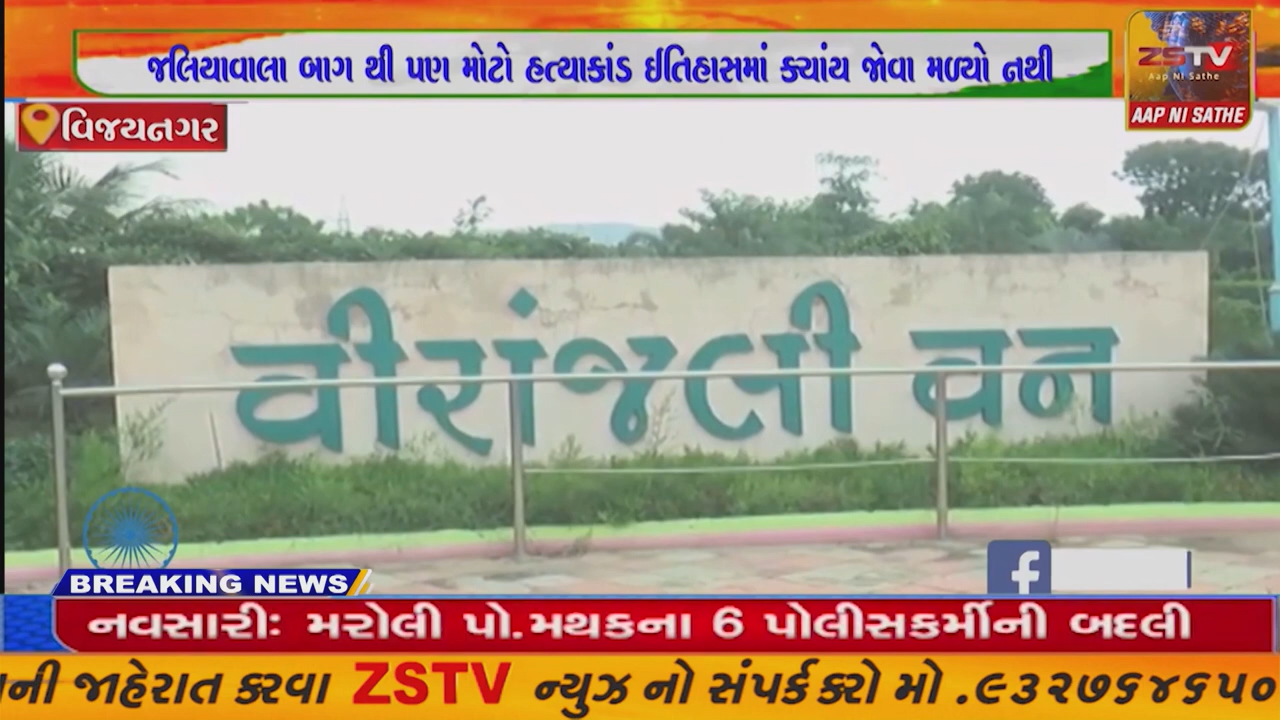 જલિયાવાલા બાગ થી પણ મોટો હત્યાકાંડ ઈતિહાસમાં ક્યાંય જોવા મળ્યો નથી
ZSTV
Aap Ni Sathe
AAP NI SATHE
વિજયનગર
વીરાંજલી વન
BREAKING NEWS
f
નવસારીઃ મરોલી પો.મથકના 6 પોલીસકર્મીની બદલી
ની જાહેરાત કરવા ZSTV ન્યુઝ નો સંપર્ક કરો મો .૯૩૨૭૬૪૬૫૦